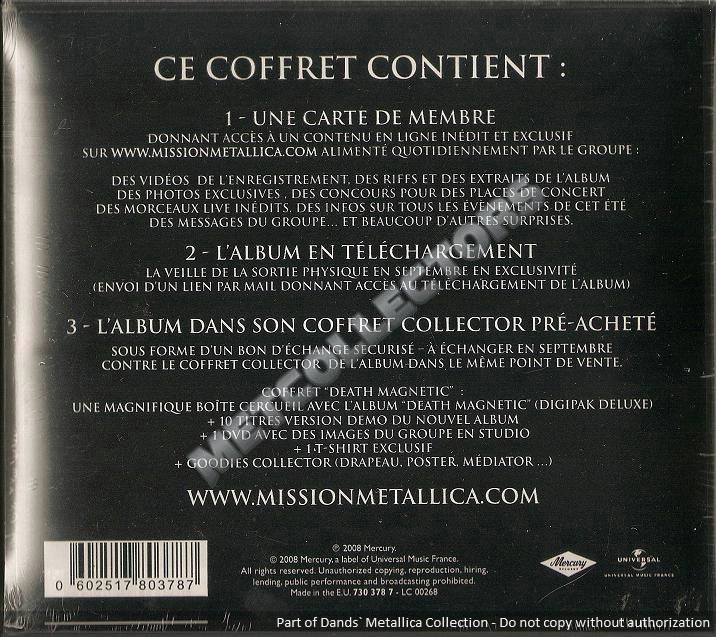 CE COFFRET CONTIENT :
1 - UNE CARTE DE MEMBRE
DONNANT ACCÈS À UN CONTENU EN LIGNE INÉDIT ET EXCLUSIF
SUR WWW.MISSIONMETALLICA.COM ALIMENTÉ QUOTIDIENNEMENT PAR LE GROUPE :
DES VIDÉOS DE L'ENREGISTREMENT, DES RIFFS ET DES EXTRAITS DE L'ALBUM
DES PHOTOS EXCLUSIVES , DES CONCOURS POUR DES PLACES DE CONCERT
DES MORCEAUX LIVE INÉDITS, DES INFOS SUR TOUS LES ÉVÉNEMENTS DE CET ÉTÉ
DES MESSAGES DU GROUPE... ET BEAUCOUP D'AUTRES SURPRISES.
2 - L'ALBUM EN TÉLÉCHARGEMENT
LA VEILLE DE LA SORTIE PHYSIQUE EN SEPTEMBRE EN EXCLUSIVITÉ
(ENVOI D'UN LIEN PAR MAIL DONNANT ACCÈS AU TÉLÉCHARGEMENT DE L'ALBUM)
3 - L'ALBUM DANS SON COFFRET COLLECTOR PRÉ-ACHETÉ
SOUS FORME D'UN BON D'ÉCHANGE SÉCURISÉ - À ÉCHANGER EN SEPTEMBRE
CONTRE LE COFFRET COLLECTOR DE L'ALBUM DANS LE MÊME POINT DE VENTE.
COFFRET "DEATH MAGNETIC" :
UNE MAGNIFIQUE BOÎTE CERCUEIL AVEC L'ALBUM "DEATH MAGNETIC" (DIGIPAK DELUXE)
+ 10 TITRES VERSION DEMO DU NOUVEL ALBUM
+ 1 DVD AVEC DES IMAGES DU GROUPE EN STUDIO
+ 1 T-SHIRT EXCLUSIF
+ GOODIES COLLECTOR (DRAPEAU, POSTER, MÉDIATOR ...)
WWW.MISSIONMETALLICA.COM
℗ 2008 Mercury.
© 2008 Mercury, a label of Universal Music France.
All rights reserved. Unauthorized copying, reproduction, hiring,
lending, public performance and broadcasting prohibited.
Made in the E.U. 730 378 7 - LC 00268
0 602517 803787
Mercury
RECORDS
UNIVERSAL
UNIVERSAL MUSIC FRANCE
METCOLLECTORS
Part of Dands` Metallica Collection - Do not copy without authorization